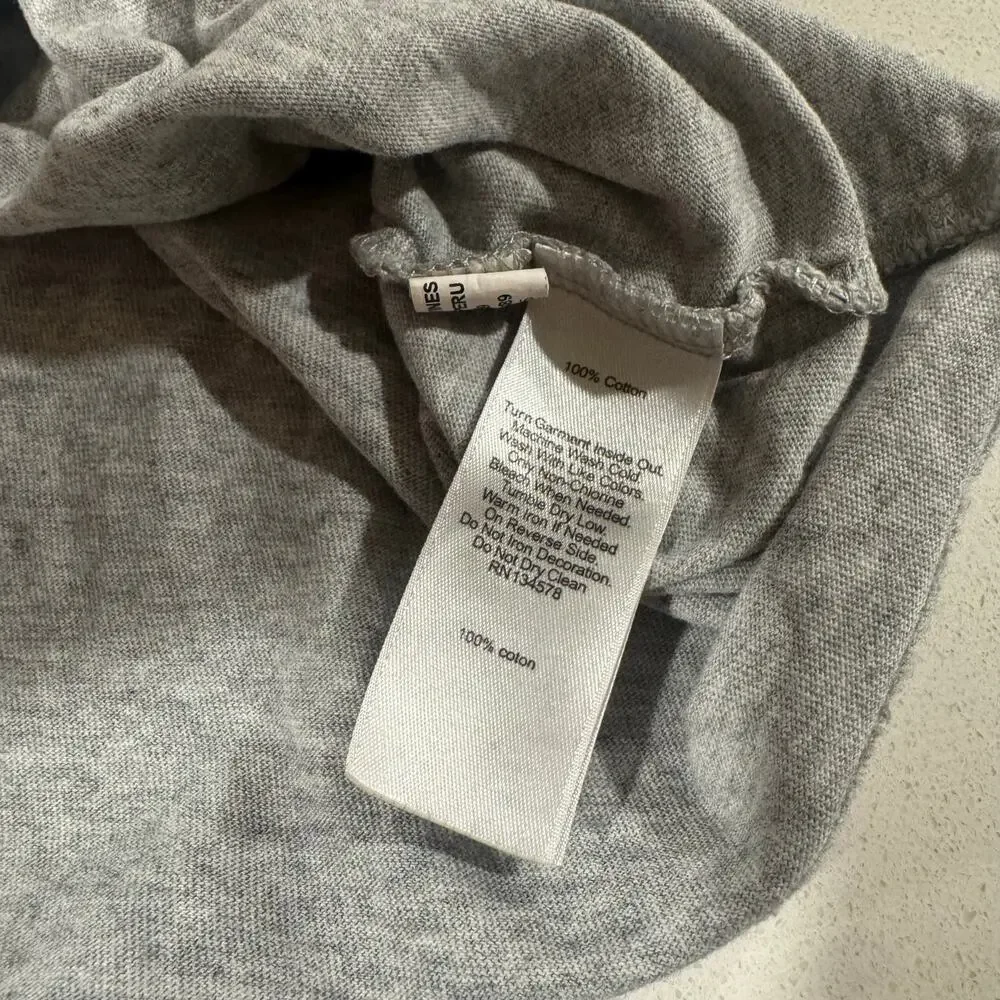 NES
ERU
100% Cotton
Turn Garment Inside Out.
Machine Wash Cold
Wash With Like Colors.
Only Non-Chlorine
Bleach When Needed.
Tumble Dry Low.
Warm Iron If Needed
On Reverse Side.
Do Not Iron Decoration.
Do Not Dry Clean
RN134578
100% coton